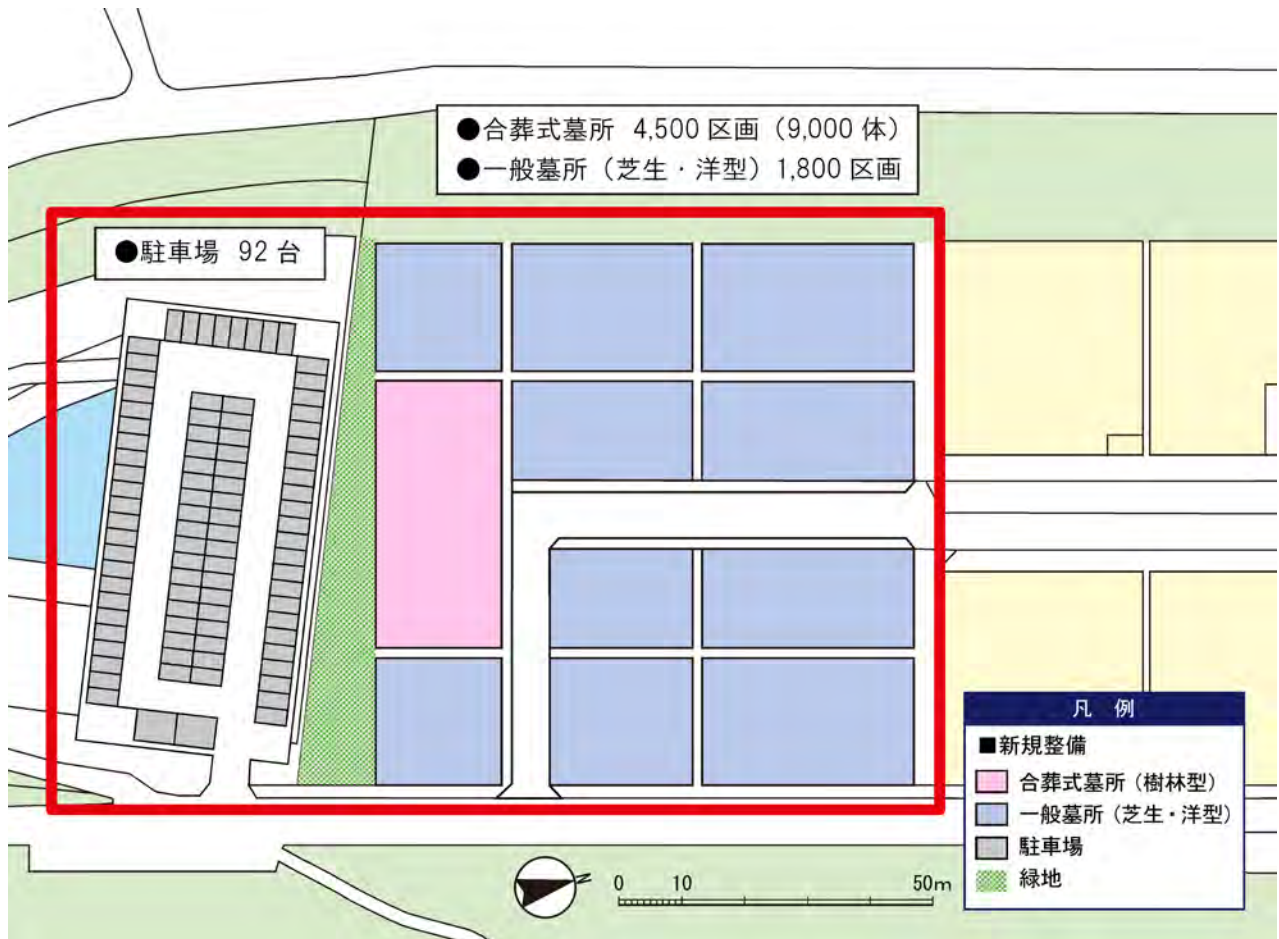 ●合葬式墓所 4,500 区画（9,000 体）
●一般墓所（芝生・洋型）1,800 区画
●駐車場 92 台
凡 例
■新規整備
合葬式墓所（樹林型）
一般墓所（芝生・洋型）
駐車場
緑地
N
0 10 50m